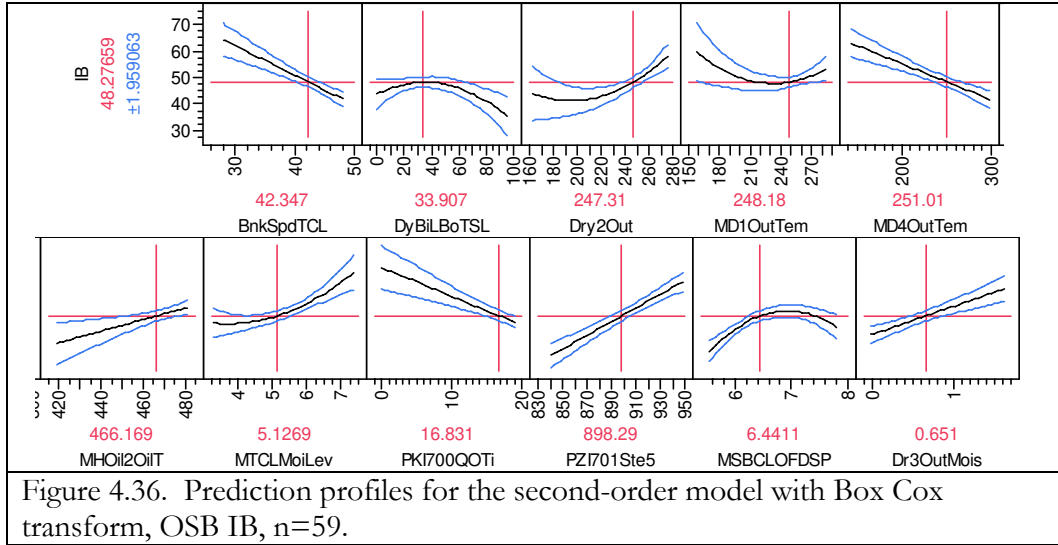 70
60
50
40
30
IB
48.27659
±1.959063
30 40 50
0 20 40 60 80 100
160 180 200 220 240 260 280
150 170 190 210 230 250 270
200 300
42.347 33.907 247.31 248.18 251.01
BnkSpdTCL DyBiLBoTSL Dry2Out MD1OutTem MD4OutTem
420 440 460 480
4 5 6 7
0 10 20
830 850 870 890 910 930 950
6 7 8
0 1
466.169 5.1269 16.831 898.29 6.4411 0.651
MHOil2OilT MTCLMoiLev PKI700QOTi PZI701Ste5 MSBCLOFDSP Dr3OutMois
Figure 4.36. Prediction profiles for the second-order model with Box Cox
transform, OSB IB, n=59.